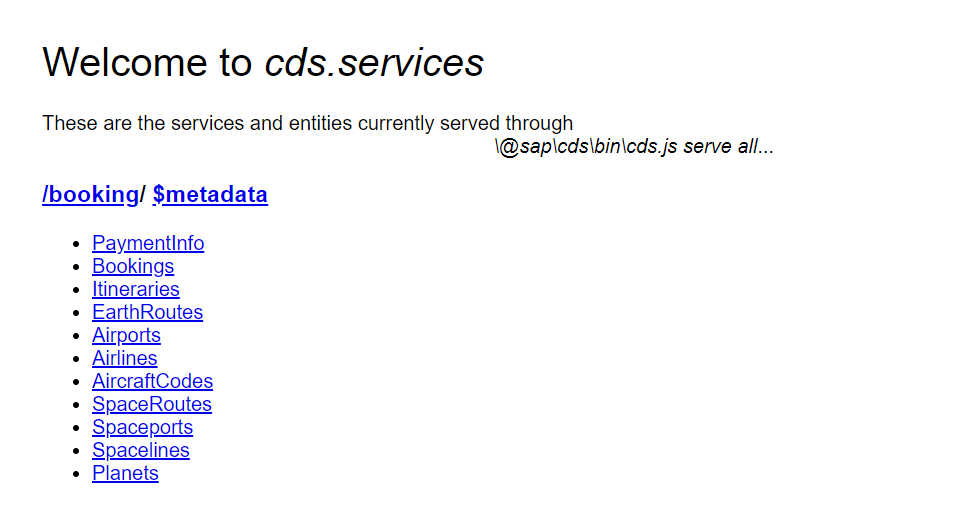 Welcome to cds.services
These are the services and entities currently served through
\@sap\cds\bin\cds.js serve all...
/booking/ $metadata
PaymentInfo
Bookings
Itineraries
EarthRoutes
Airports
Airlines
AircraftCodes
SpaceRoutes
Spaceports
Spacelines
Planets